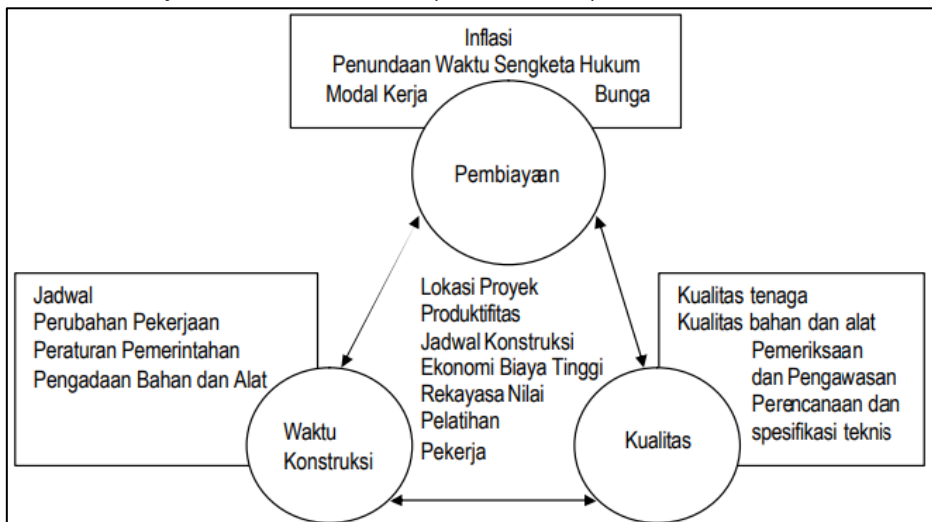 Inflasi
Penundaan Waktu Sengketa Hukum
Modal Kerja Bunga
Pembiayaan
Jadwal
Perubahan Pekerjaan
Peraturan Pemerintahan
Pengadaan Bahan dan Alat
Waktu
Konstruksi
Lokasi Proyek
Produktifitas
Jadwal Konstruksi
Ekonomi Biaya Tinggi
Rekayasa Nilai
Pelatihan
Pekerja
Kualitas tenaga
Kualitas bahan dan alat
Pemeriksaan
dan Pengawasan
Perencanaan dan
spesifikasi teknis
Kualitas